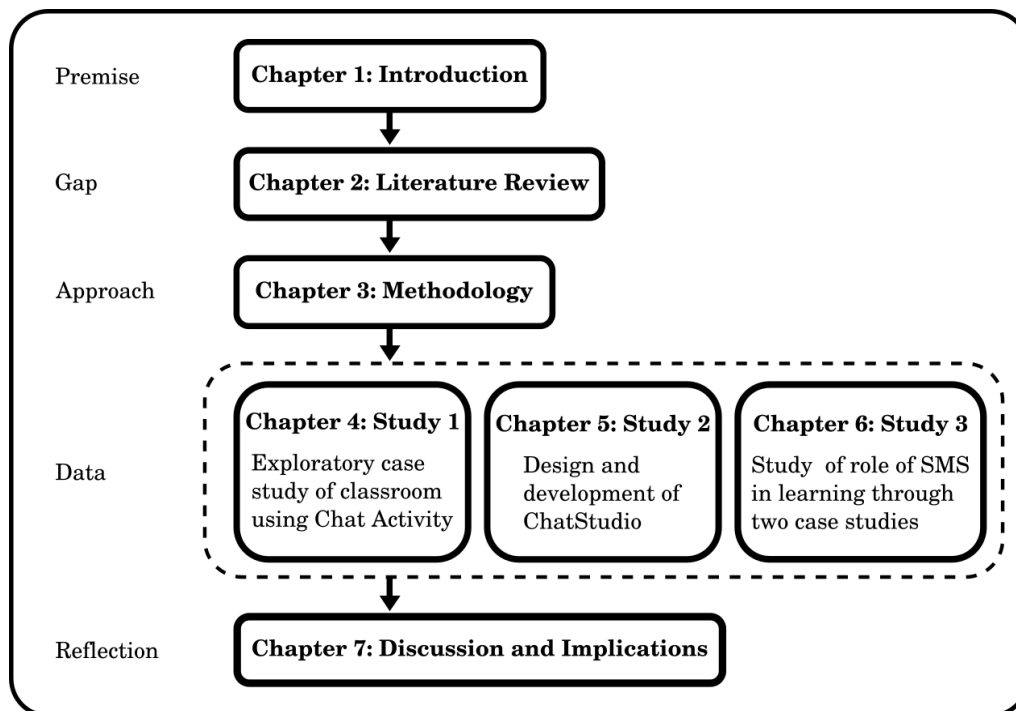 Premise
Chapter 1: Introduction
Gap
Chapter 2: Literature Review
Approach
Chapter 3: Methodology
Data
Chapter 4: Study 1
Exploratory case
study of classroom
using Chat Activity
Chapter 5: Study 2
Design and
development of
ChatStudio
Chapter 6: Study 3
Study of role of SMS
in learning through
two case studies
Reflection
Chapter 7: Discussion and Implications